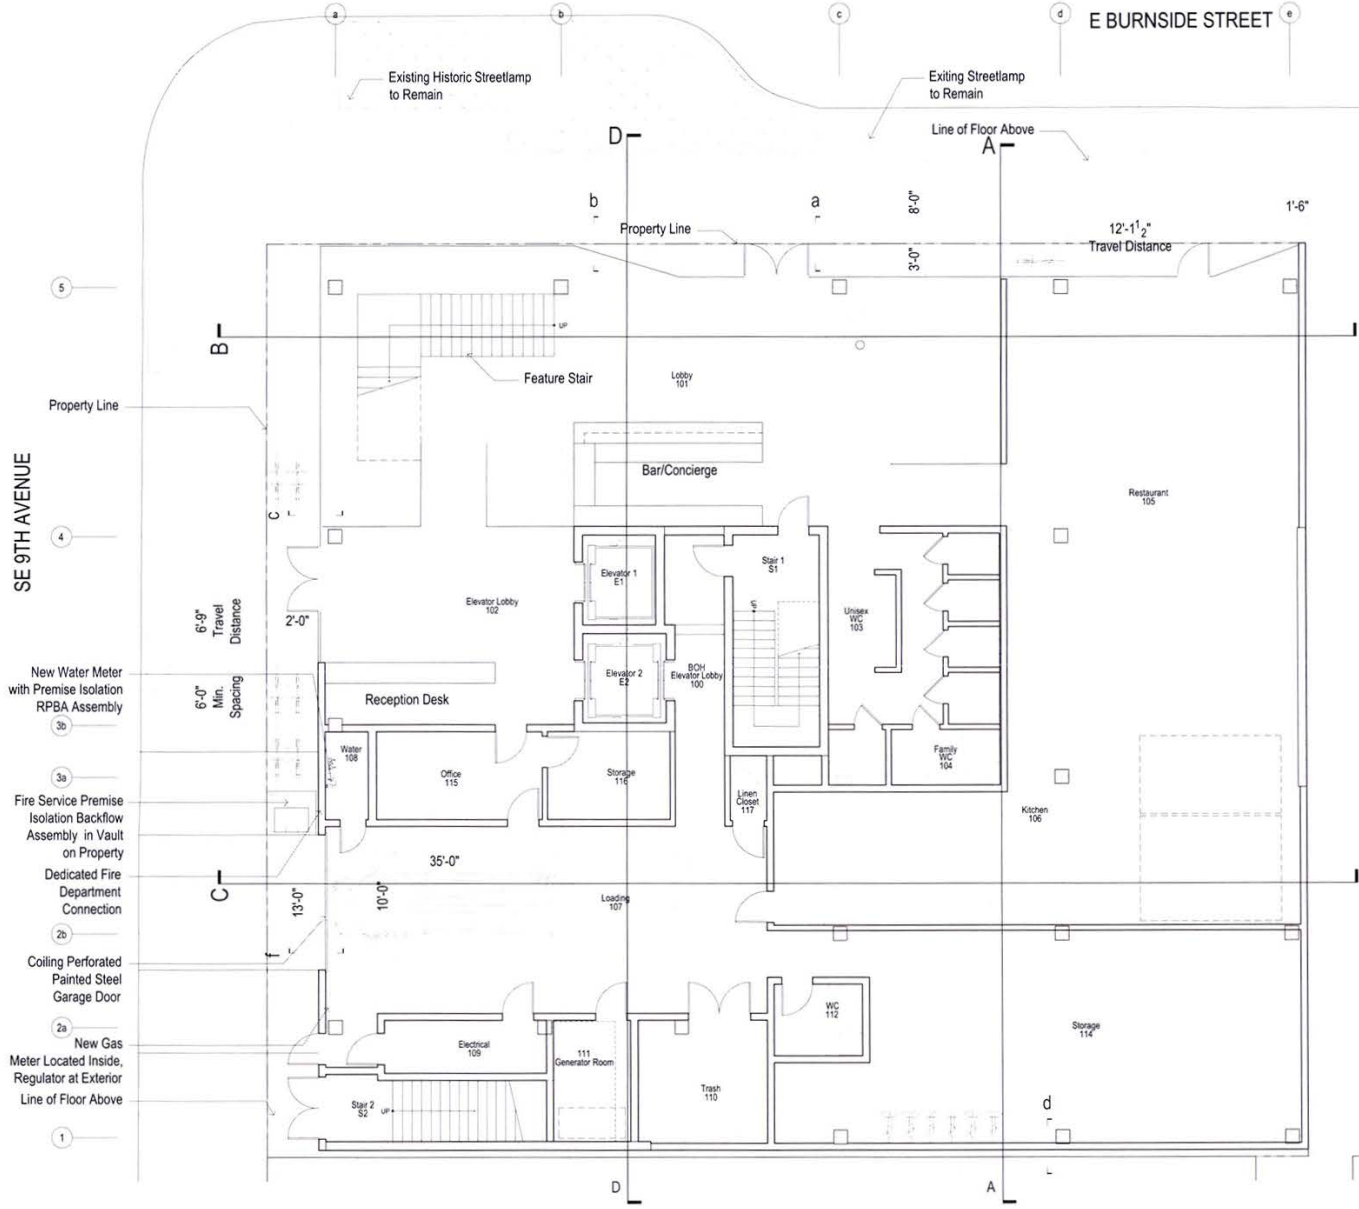 a
b
c
d
e
E BURNSIDE STREET
Existing Historic Streetlamp
to Remain
Exiting Streetlamp
to Remain
Line of Floor Above
D
A
b
a
8'-0"
1'-6"
Property Line
3'-0"
12'-1 1/2"
Travel Distance
5
B
UP
Feature Stair
Lobby
101
Property Line
Bar/Concierge
SE 9TH AVENUE
Restaurant
105
c
4
Stair 1
S1
Elevator 1
E1
Elevator Lobby
102
UP
Unisex
WC
103
6'-9"
Travel
Distance
2'-0"
New Water Meter
with Premise Isolation
RPBA Assembly
6'-0"
Min.
Spacing
Elevator 2
E2
BOH
Elevator Lobby
100
Reception Desk
3b
Water
108
Office
115
Storage
116
Family
WC
104
3a
Linen
Closet
117
Fire Service Premise
Isolation Backflow
Assembly in Vault
on Property
Kitchen
106
35'-0"
Dedicated Fire
Department
Connection
C
13'-0"
10'-0"
Loading
107
2b
f
Coiling Perforated
Painted Steel
Garage Door
WC
112
2a
New Gas
Meter Located Inside,
Regulator at Exterior
Electrical
109
111
Generator Room
Storage
114
Trash
110
Line of Floor Above
Stair 2
S2
UP
d
1
D
A